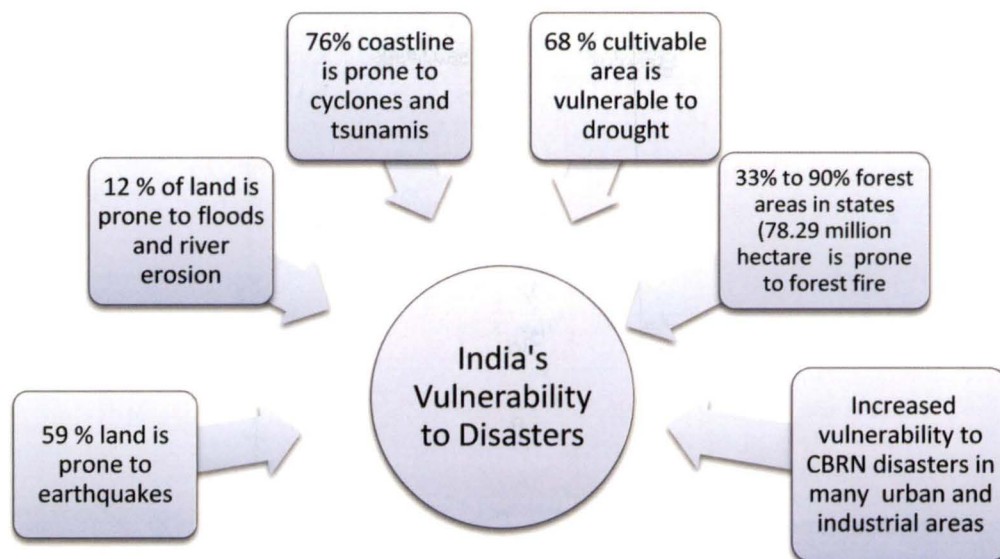 76% coastline
is prone to
cyclones and
tsunamis
68 % cultivable
area is
vulnerable to
drought
12 % of land is
prone to floods
and river
erosion
33% to 90% forest
areas in states
(78.29 million
hectare is prone
to forest fire
India's
Vulnerability
to Disasters
59 % land is
prone to
earthquakes
Increased
vulnerability to
CBRN disasters in
many urban and
industrial areas